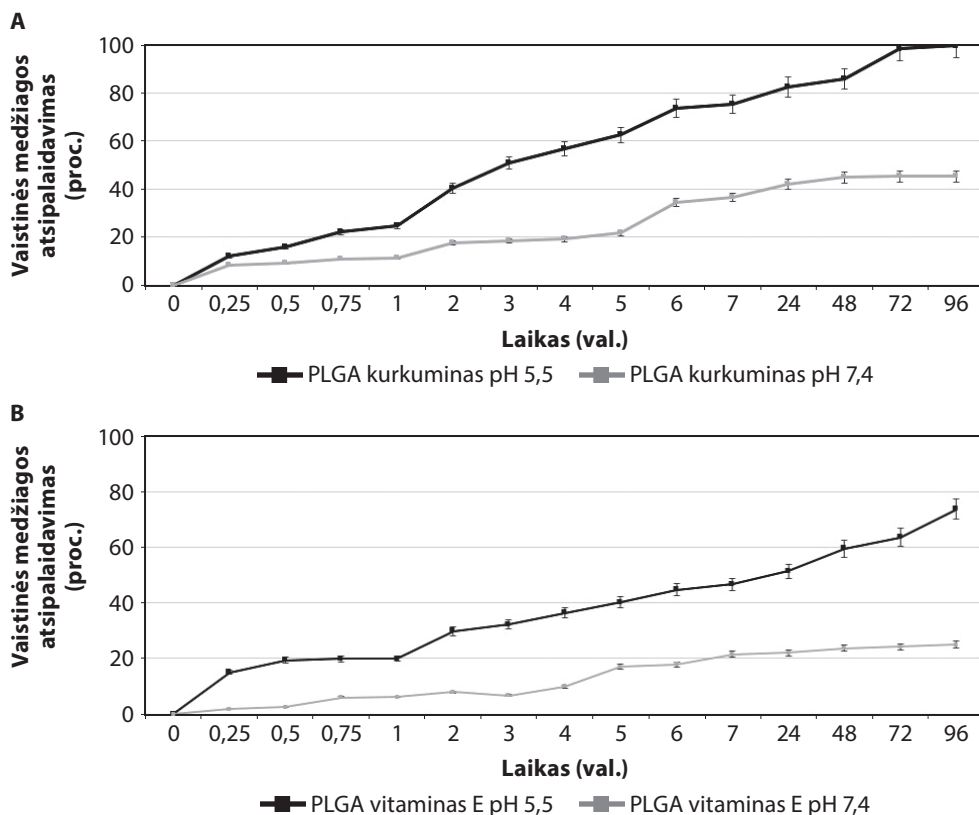 A
Vaistinės medžiagos
atsipalaidavimas
(proc.)
100
80
60
40
20
0
0 0,25 0,5 0,75 1 2 3 4 5 6 7 24 48 72 96
Laikas (val.)
PLGA kurkuminas pH 5,5 PLGA kurkuminas pH 7,4
B
Vaistinės medžiagos
atsipalaidavimas
(proc.)
100
80
60
40
20
0
0 0,25 0,5 0,75 1 2 3 4 5 6 7 24 48 72 96
Laikas (val.)
PLGA vitaminas E pH 5,5 PLGA vitaminas E pH 7,4